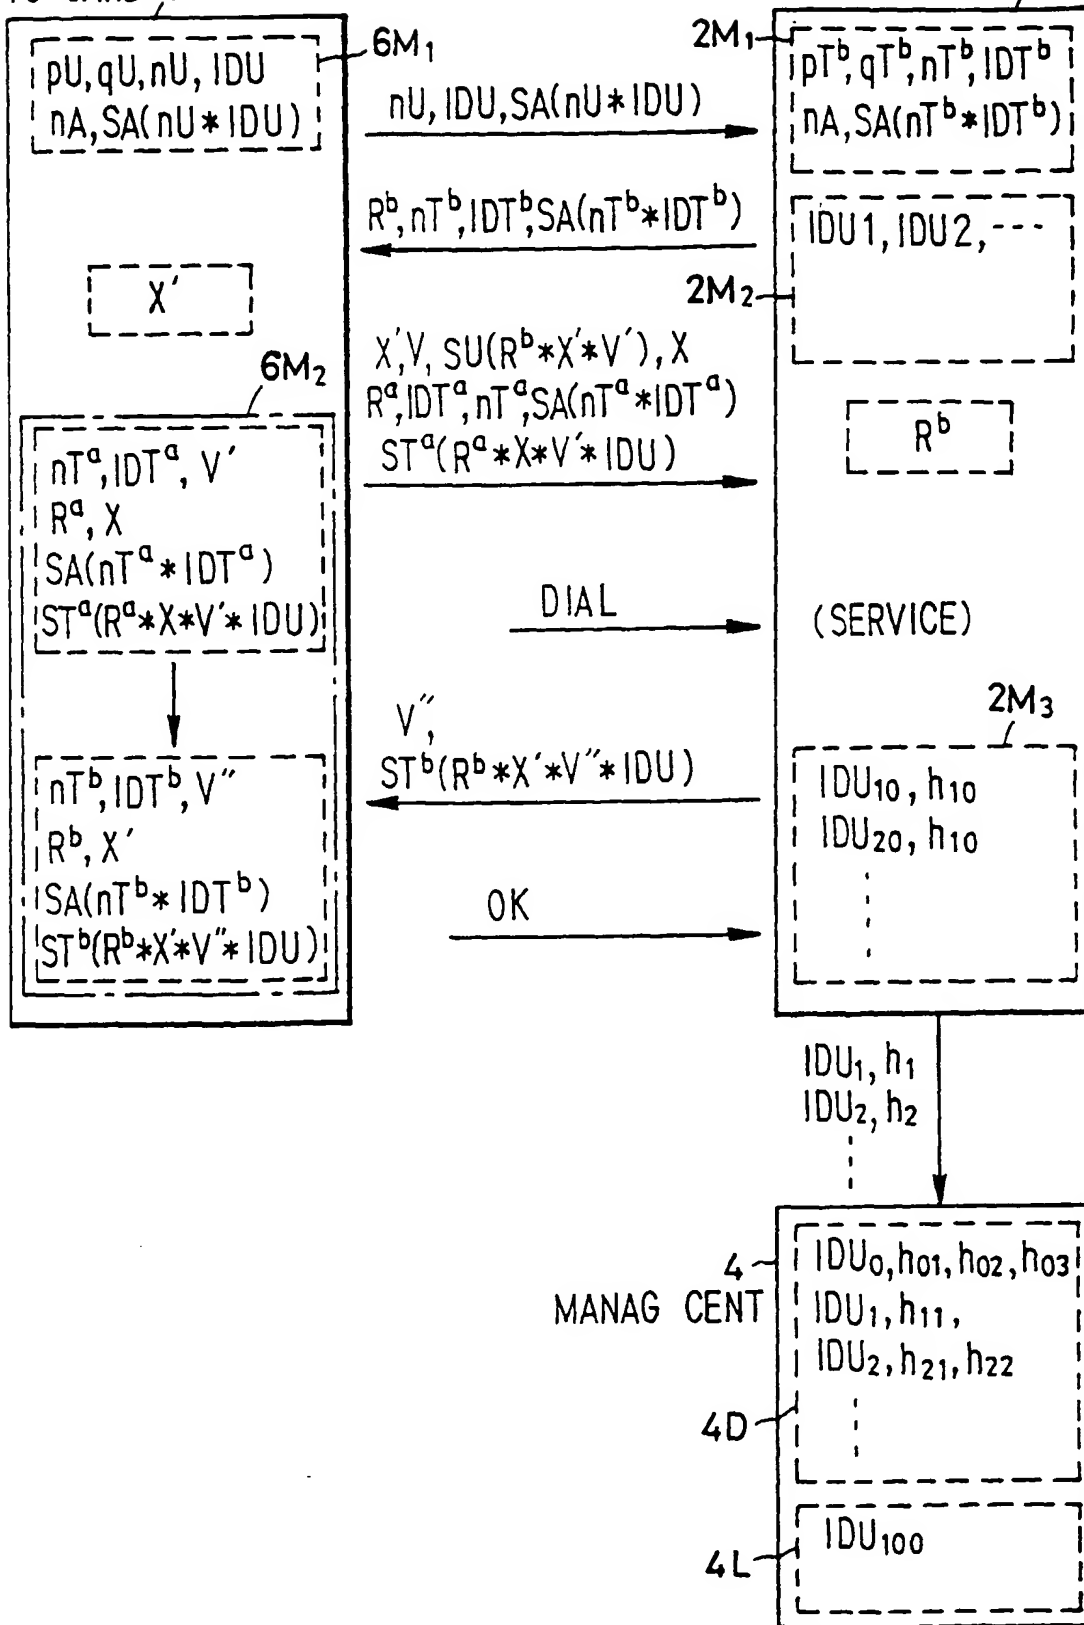 6M₁
pU, qU, nU, IDU
nA, SA(nU*IDU)
nU, IDU, SA(nU*IDU)
2M₁
pTᵇ, qTᵇ, nTᵇ, IDTᵇ
nA, SA(nTᵇ*IDTᵇ)
Rᵇ, nTᵇ, IDTᵇ, SA(nTᵇ*IDTᵇ)
IDU1, IDU2, ---
2M₂
X′
X′, V, SU(Rᵇ*X′*V′), X
Rᵃ, IDTᵃ, nTᵃ, SA(nTᵃ*IDTᵃ)
STᵃ(Rᵃ*X*V′*IDU)
Rᵇ
6M₂
nTᵃ, IDTᵃ, V′
Rᵃ, X
SA(nTᵃ*IDTᵃ)
STᵃ(Rᵃ*X*V′*IDU)
DIAL
(SERVICE)
V″,
STᵇ(Rᵇ*X′*V″*IDU)
2M₃
nTᵇ, IDTᵇ, V″
Rᵇ, X′
SA(nTᵇ*IDTᵇ)
STᵇ(Rᵇ*X′*V″*IDU)
IDU₁₀, h₁₀
IDU₂₀, h₁₀
OK
IDU₁, h₁
IDU₂, h₂
4
MANAG CENT
IDU₀, h₀₁, h₀₂, h₀₃
IDU₁, h₁₁,
IDU₂, h₂₁, h₂₂
4D
IDU₁₀₀
4L